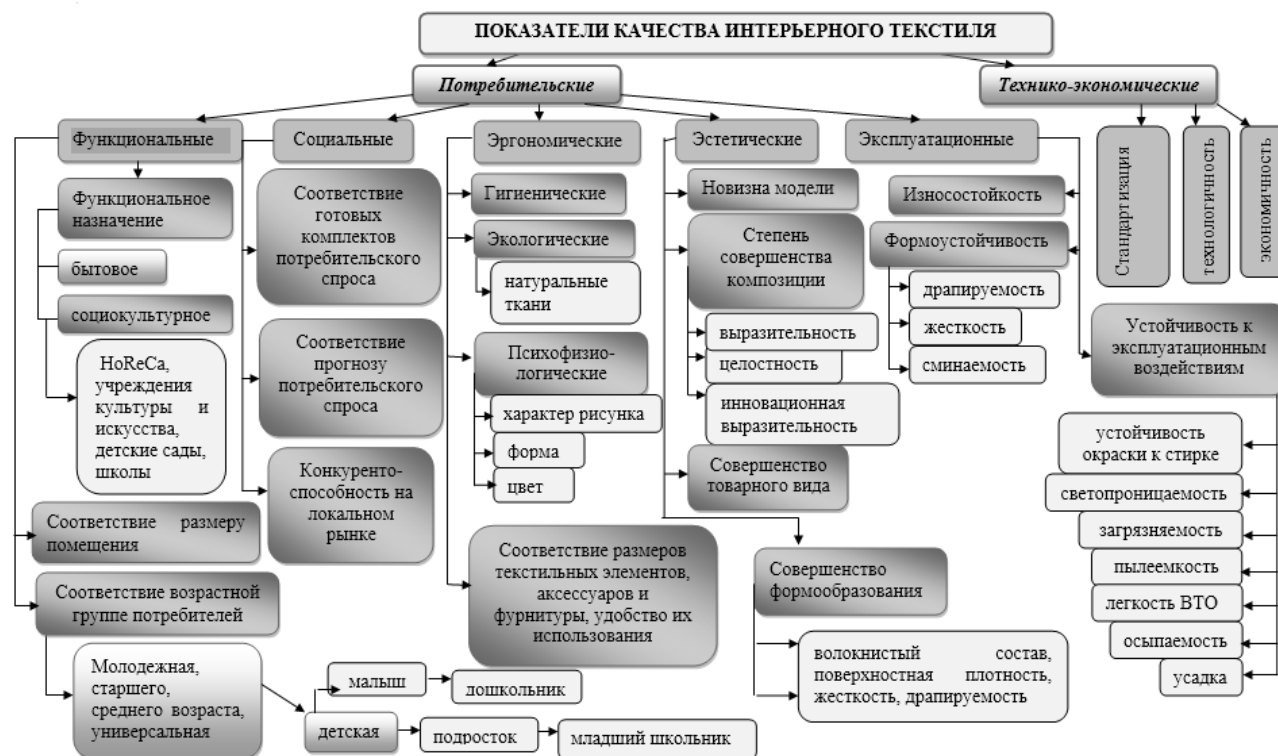 ПОКАЗАТЕЛИ КАЧЕСТВА ИНТЕРЬЕРНОГО ТЕКСТИЛЯ
Потребительские
Технико-экономические
Функциональные
Социальные
Эргономические
Эстетические
Эксплуатационные
Функциональное
назначение
бытовое
социокультурное
HoReCa,
учреждения
культуры и
искусства,
детские сады,
школы
Соответствие размеру
помещения
Соответствие возрастной
группе потребителей
Молодежная,
старшего,
среднего возраста,
универсальная
детская
малыш
дошкольник
подросток
младший школьник
Соответствие
готовых
комплектов
потребительского
спроса
Соответствие
прогнозу
потребительского
спроса
Конкуренто-
способность на
локальном
рынке
Гигиенические
Экологические
натуральные
ткани
Психофизио-
логические
характер рисунка
форма
цвет
Соответствие размеров
текстильных элементов,
аксессуаров и
фурнитуры, удобство их
использования
Новизна модели
Степень
совершенства
композиции
выразительность
целостность
инновационная
выразительность
Совершенство
товарного вида
Совершенство
формообразования
волокнистый состав,
поверхностная плотность,
жесткость, драпируемость
Износостойкость
Формоустойчивость
драпируемость
жесткость
сминаемость
Устойчивость к
эксплуатационным
воздействиям
устойчивость
окраски к стирке
светопроницаемость
загрязняемость
пылеемкость
легкость ВТО
осыпаемость
усадка
Стандартизация
технологичность
экономичность